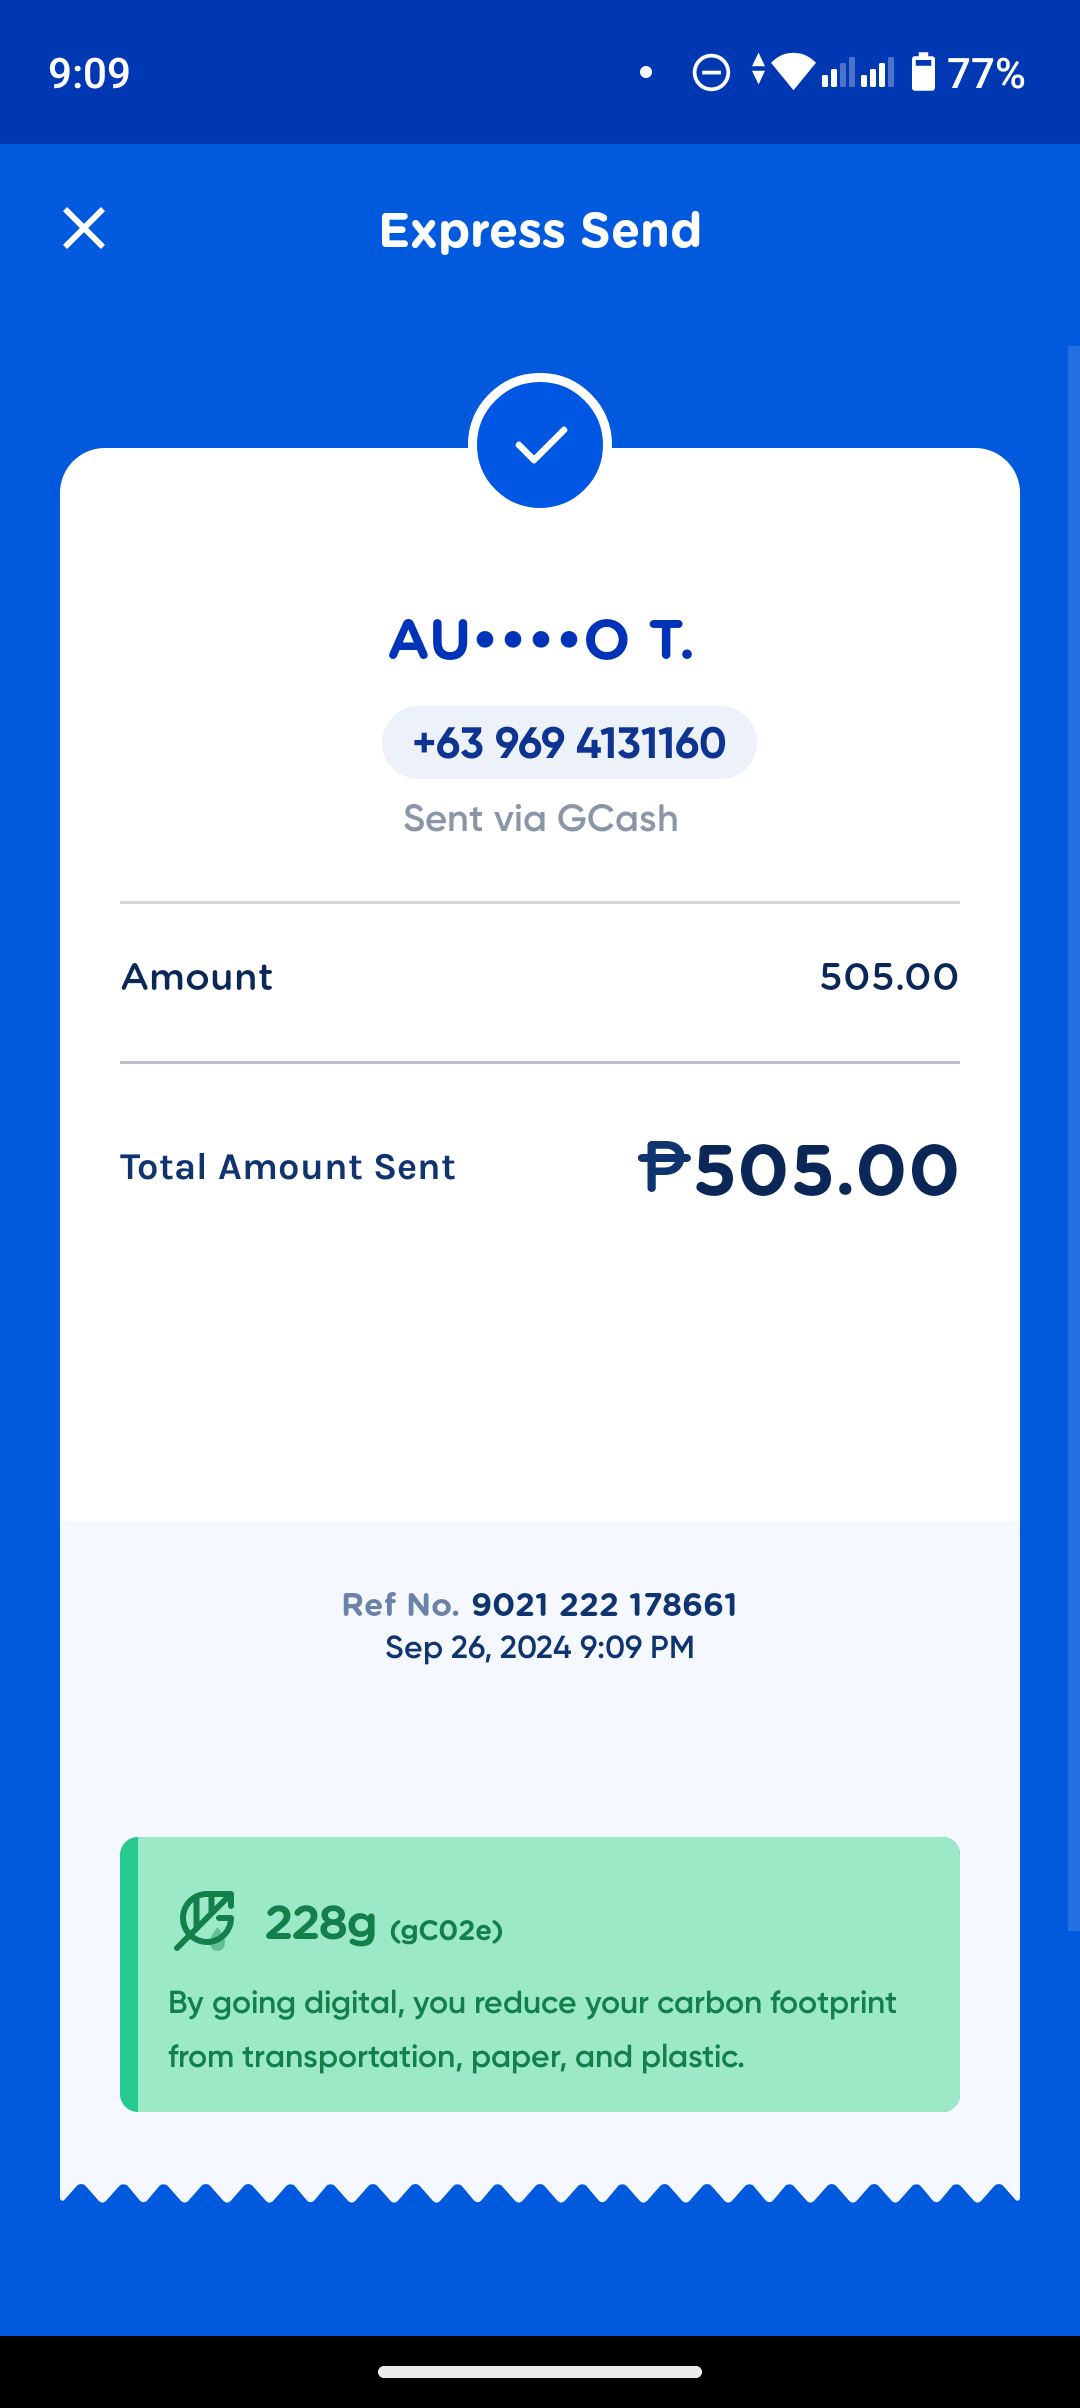 9:09
77%
Express Send
AU••••O T.
+63 969 4131160
Sent via GCash
Amount 505.00
Total Amount Sent ₱505.00
Ref No. 9021 222 178661
Sep 26, 2024 9:09 PM
228g (gC02e)
By going digital, you reduce your carbon footprint
from transportation, paper, and plastic.